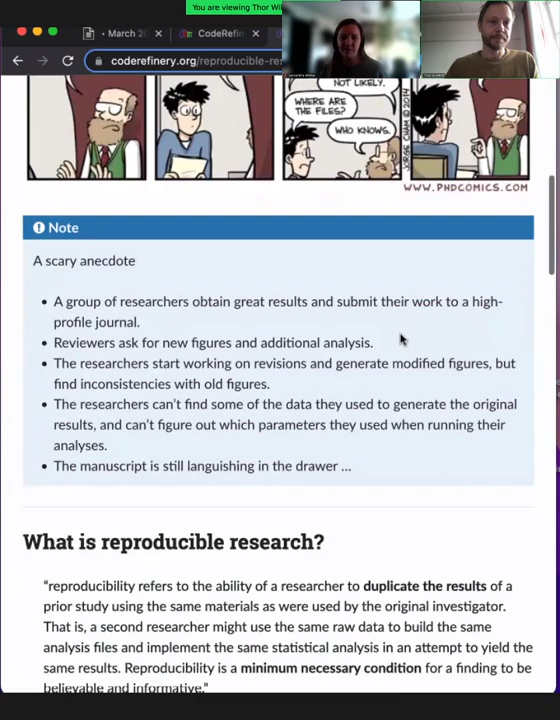 You are viewing Thor Wi
March 2
CodeRefin
coderefinery.org/reproducible-re
NOT LIKELY.
WHERE ARE
THE FILES?
WHO KNOWS.
JORGE CHAM © 2014
WWW.PHDCOMICS.COM
Note
A scary anecdote
• A group of researchers obtain great results and submit their work to a high-
profile journal.
• Reviewers ask for new figures and additional analysis.
• The researchers start working on revisions and generate modified figures, but
find inconsistencies with old figures.
• The researchers can't find some of the data they used to generate the original
results, and can't figure out which parameters they used when running their
analyses.
• The manuscript is still languishing in the drawer ...
What is reproducible research?
"reproducibility refers to the ability of a researcher to duplicate the results of a
prior study using the same materials as were used by the original investigator.
That is, a second researcher might use the same raw data to build the same
analysis files and implement the same statistical analysis in an attempt to yield the
same results. Reproducibility is a minimum necessary condition for a finding to be
believable and informative."